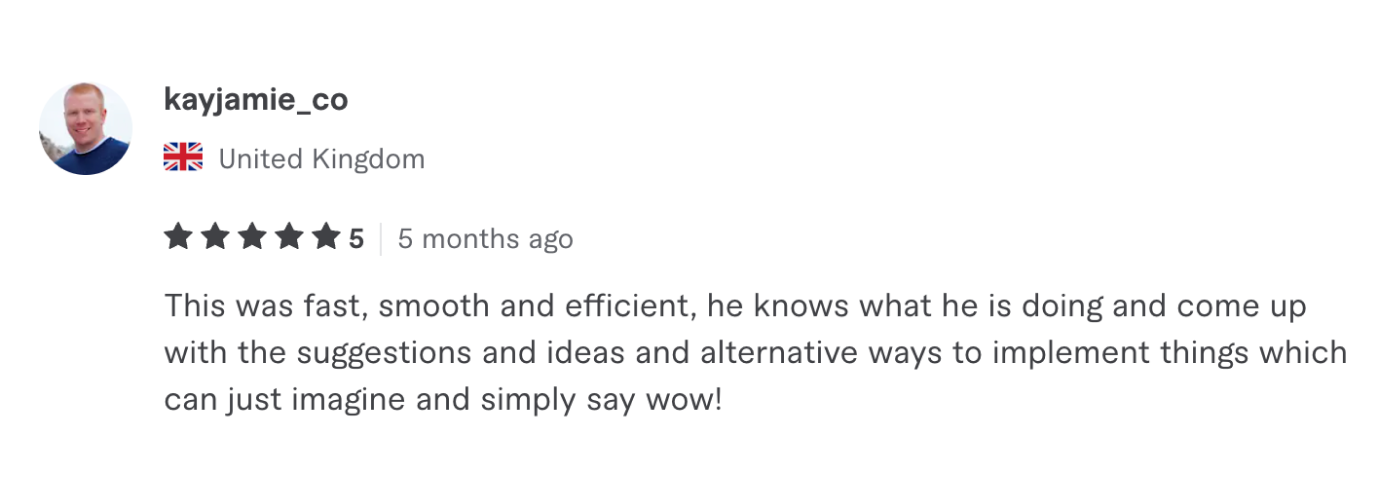 kayjamie_co
United Kingdom
5 5 months ago
This was fast, smooth and efficient, he knows what he is doing and come up
with the suggestions and ideas and alternative ways to implement things which
can just imagine and simply say wow!